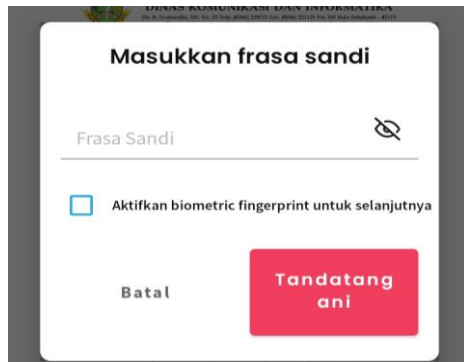 DINAS KOMUNIKASI DAN INFORMATIKA
Masukkan frasa sandi
Frasa Sandi
Aktifkan biometric fingerprint untuk selanjutnya
Batal
Tandatang
ani